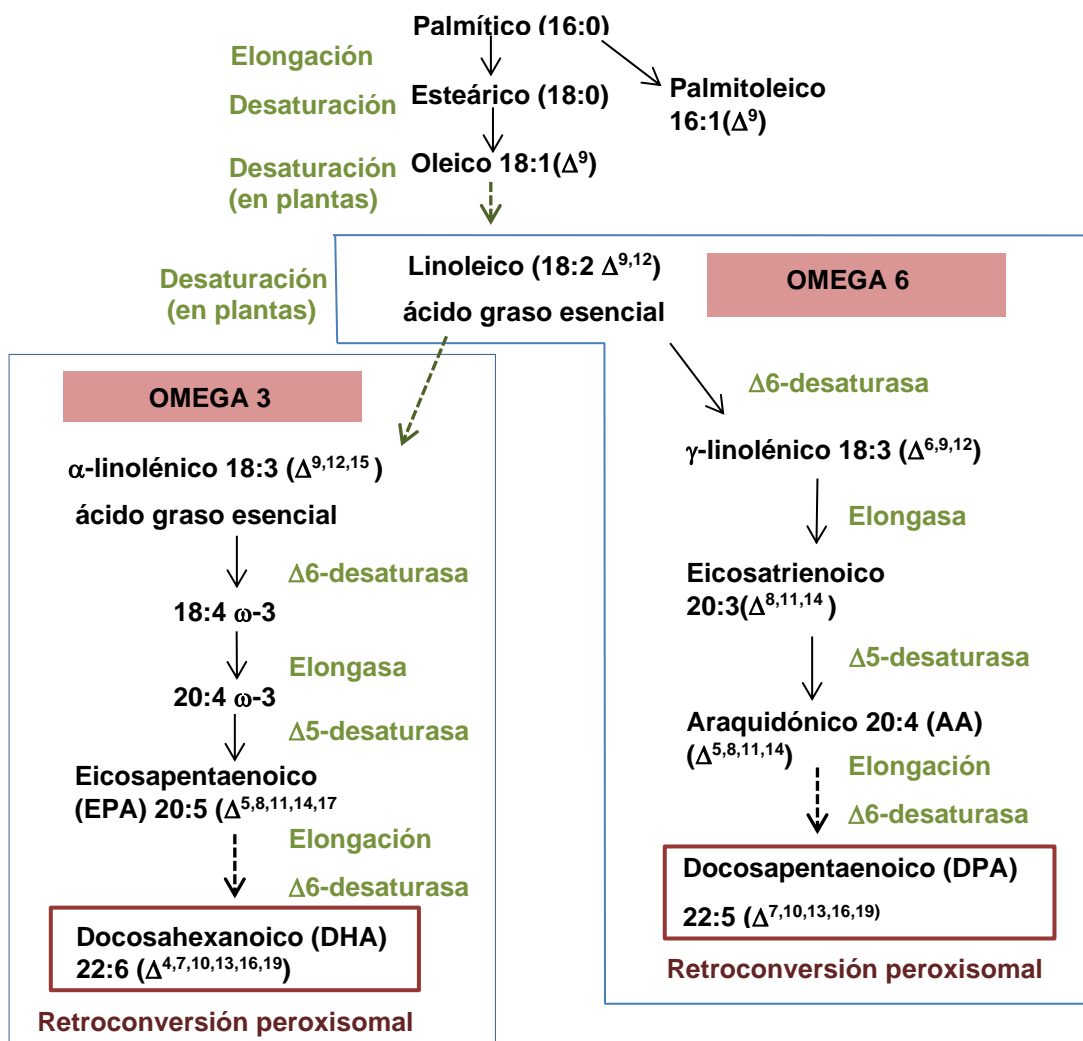 Palmítico (16:0)
Elongación
Desaturación
Esteárico (18:0)
Palmitoleico
16:1(Δ⁹)
Desaturación
(en plantas)
Oleico 18:1(Δ⁹)
Desaturación
(en plantas)
Linoleico (18:2 Δ⁹,¹²)
ácido graso esencial
OMEGA 6
Δ6-desaturasa
γ-linolénico 18:3 (Δ⁶,⁹,¹²)
Elongasa
Eicosatrienoico
20:3(Δ⁸,¹¹,¹⁴ )
Δ5-desaturasa
Araquidónico 20:4 (AA)
(Δ⁵,⁸,¹¹,¹⁴)
Elongación
Δ6-desaturasa
Docosapentaenoico (DPA)
22:5 (Δ⁷,¹⁰,¹³,¹⁶,¹⁹⁾
Retroconversión peroxisomal
OMEGA 3
α-linolénico 18:3 (Δ⁹,¹²,¹⁵ )
ácido graso esencial
Δ6-desaturasa
18:4 ω-3
Elongasa
20:4 ω-3
Δ5-desaturasa
Eicosapentaenoico
(EPA) 20:5 (Δ⁵,⁸,¹¹,¹⁴,¹⁷
Elongación
Δ6-desaturasa
Docosahexanoico (DHA)
22:6 (Δ⁴,⁷,¹⁰,¹³,¹⁶,¹⁹)
Retroconversión peroxisomal